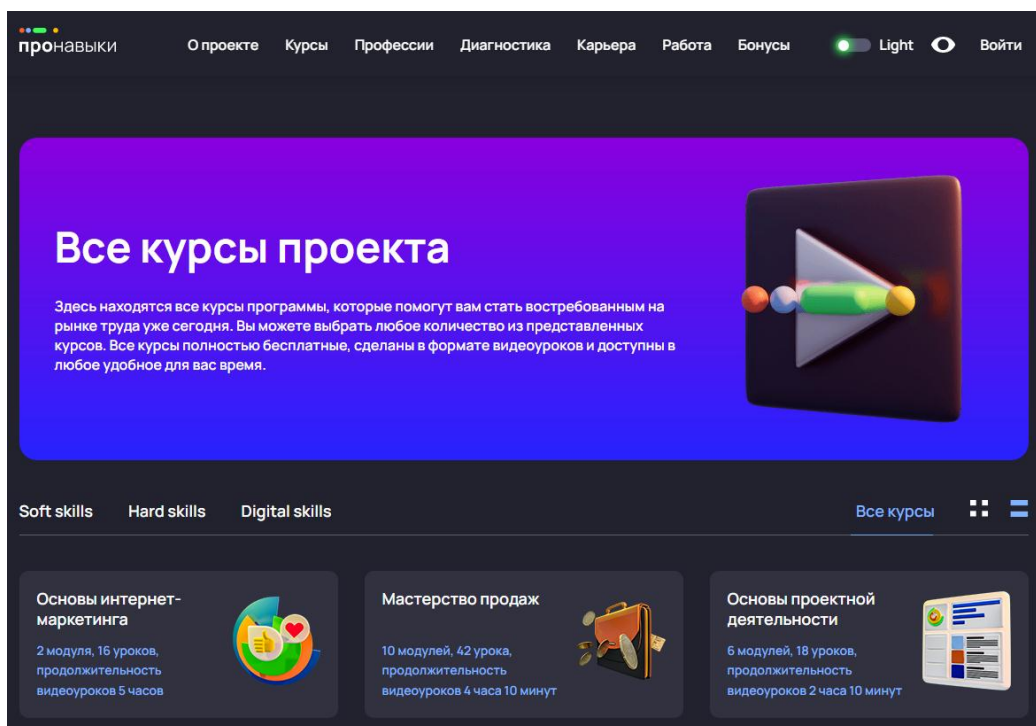 пронавыки
О проекте Курсы Профессии Диагностика Карьера Работа Бонусы Light Войти
Все курсы проекта
Здесь находятся все курсы программы, которые помогут вам стать востребованным на
рынке труда уже сегодня. Вы можете выбрать любое количество из представленных
курсов. Все курсы полностью бесплатные, сделаны в формате видеоуроков и доступны в
любое удобное для вас время.
Soft skills Hard skills Digital skills Все курсы
Основы интернет-
маркетинга
2 модуля, 16 уроков,
продолжительность
видеоуроков 5 часов
Мастерство продаж
10 модулей, 42 урока,
продолжительность
видеоуроков 4 часа 10 минут
Основы проектной
деятельности
6 модулей, 18 уроков,
продолжительность
видеоуроков 2 часа 10 минут